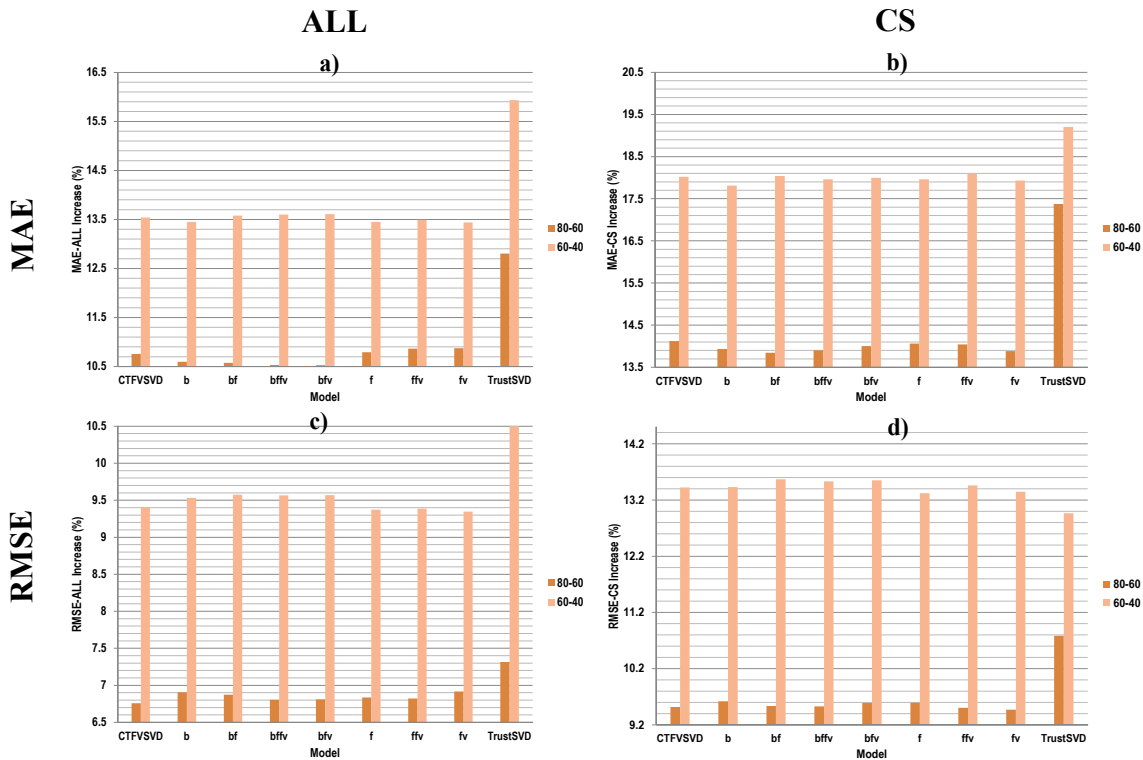 ALL
CS
MAE
RMSE
a)
16.5
15.5
14.5
13.5
12.5
11.5
10.5
MAE-ALL Increase (%)
CTFVSVD b bf bffv bfv f ffv fv TrustSVD
Model
80-60
60-40
b)
20.5
19.5
18.5
17.5
16.5
15.5
14.5
13.5
MAE-CS Increase (%)
CTFVSVD b bf bffv bfv f ffv fv TrustSVD
Model
80-60
60-40
c)
10.5
10
9.5
9
8.5
8
7.5
7
6.5
RMSE-ALL Increase (%)
CTFVSVD b bf bffv bfv f ffv fv TrustSVD
Model
80-60
60-40
d)
14.2
13.2
12.2
11.2
10.2
9.2
RMSE-CS Increase (%)
CTFVSVD b bf bffv bfv f ffv fv TrustSVD
Model
80-60
60-40